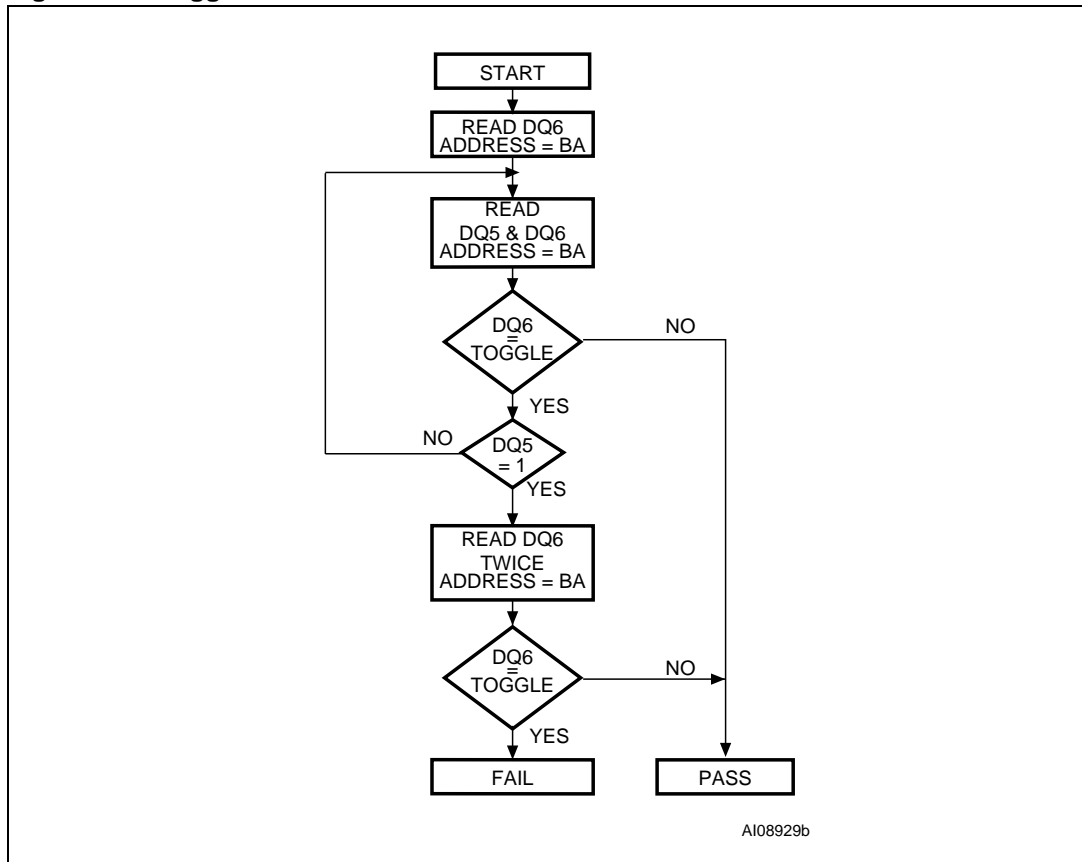 START
READ DQ6
ADDRESS = BA
READ
DQ5 & DQ6
ADDRESS = BA
DQ6
=
TOGGLE
NO
YES
NO
DQ5
= 1
YES
READ DQ6
TWICE
ADDRESS = BA
DQ6
=
TOGGLE
NO
YES
FAIL
PASS
AI08929b